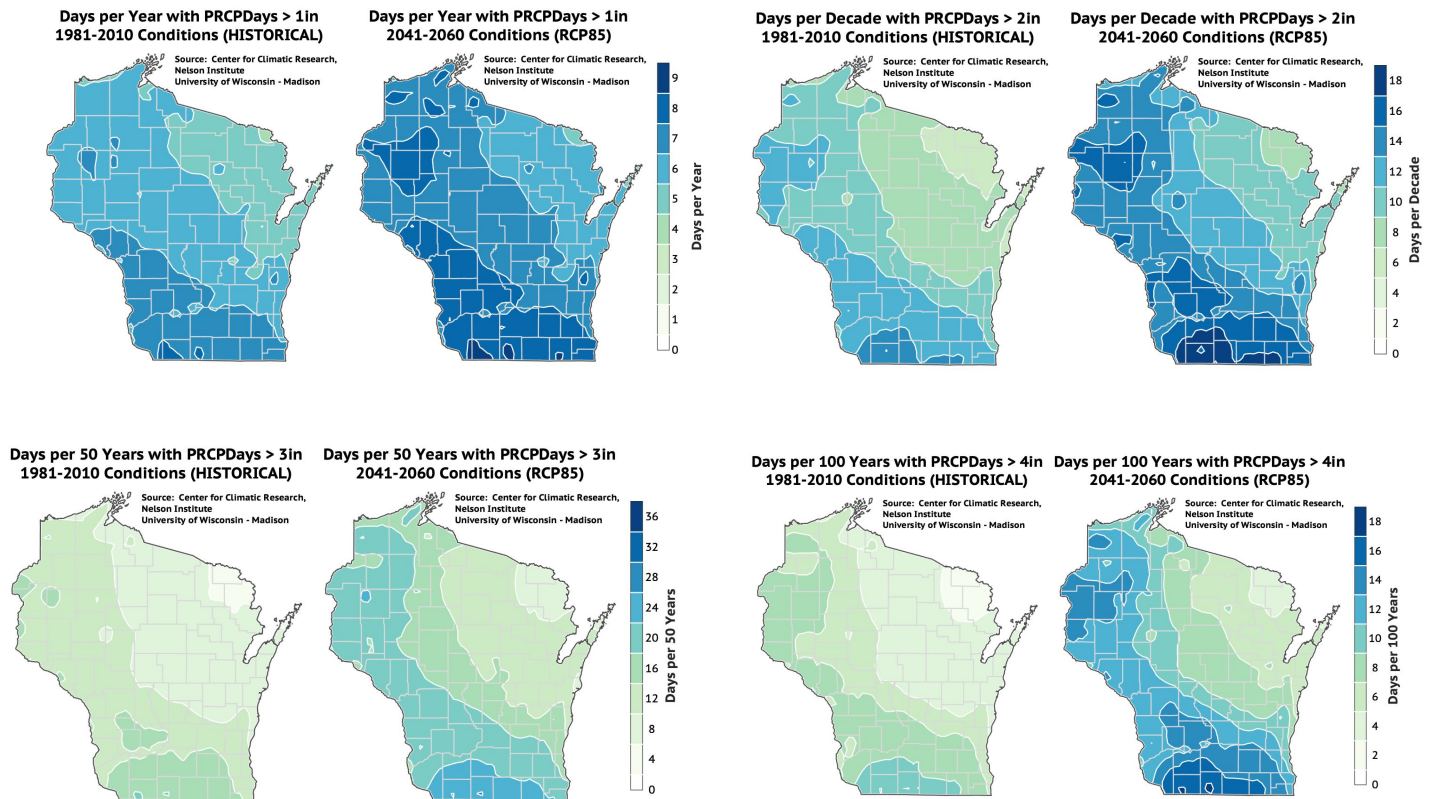 Days per Year with PRCPDays > 1in
1981-2010 Conditions (HISTORICAL)
Source: Center for Climatic Research,
Nelson Institute
University of Wisconsin - Madison
Days per Year with PRCPDays > 1in
2041-2060 Conditions (RCP85)
Source: Center for Climatic Research,
Nelson Institute
University of Wisconsin - Madison
9
8
7
6
5
4
3
2
1
0
Days per Year
Days per Decade with PRCPDays > 2in
1981-2010 Conditions (HISTORICAL)
Source: Center for Climatic Research,
Nelson Institute
University of Wisconsin - Madison
Days per Decade with PRCPDays > 2in
2041-2060 Conditions (RCP85)
Source: Center for Climatic Research,
Nelson Institute
University of Wisconsin - Madison
18
16
14
12
10
8
6
4
2
0
Days per Decade
Days per 50 Years with PRCPDays > 3in
1981-2010 Conditions (HISTORICAL)
Source: Center for Climatic Research,
Nelson Institute
University of Wisconsin - Madison
Days per 50 Years with PRCPDays > 3in
2041-2060 Conditions (RCP85)
Source: Center for Climatic Research,
Nelson Institute
University of Wisconsin - Madison
36
32
28
24
20
16
12
8
4
0
Days per 50 Years
Days per 100 Years with PRCPDays > 4in
1981-2010 Conditions (HISTORICAL)
Source: Center for Climatic Research,
Nelson Institute
University of Wisconsin - Madison
Days per 100 Years with PRCPDays > 4in
2041-2060 Conditions (RCP85)
Source: Center for Climatic Research,
Nelson Institute
University of Wisconsin - Madison
18
16
14
12
10
8
6
4
2
0
Days per 100 Years